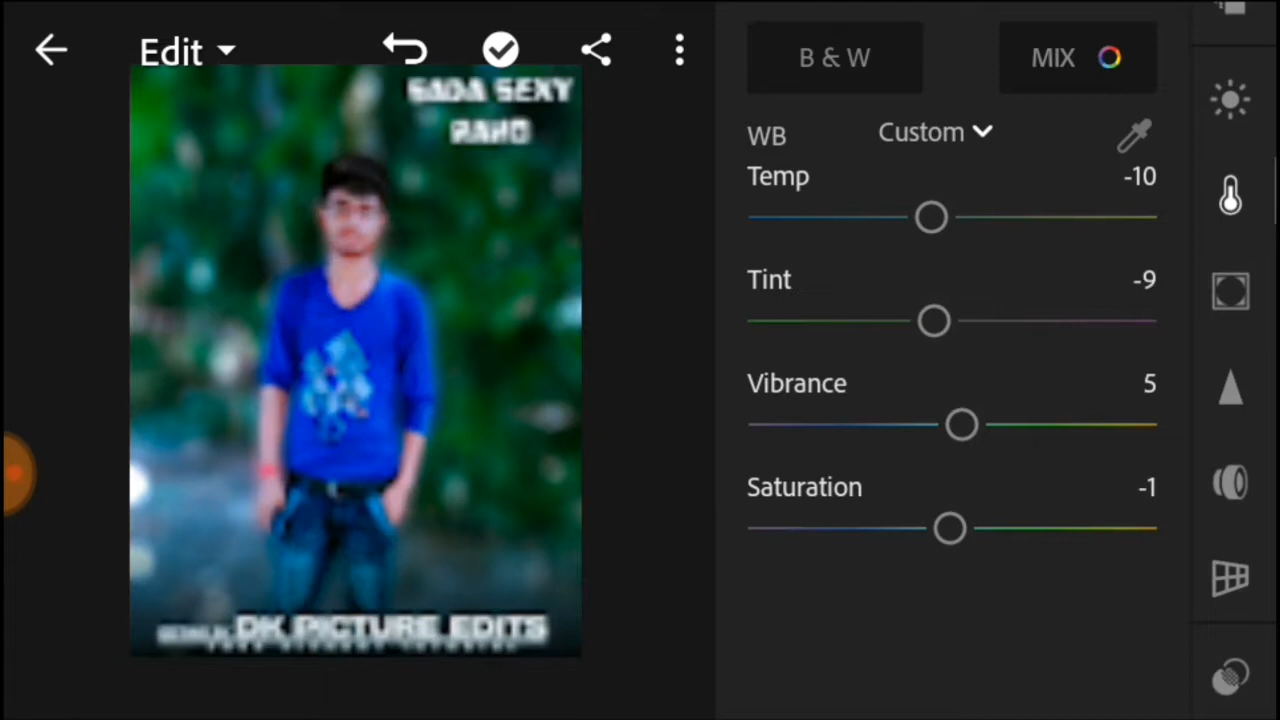 Edit
B & W
MIX
SADA SEXY
RAHO
WB
Custom
Temp
-10
Tint
-9
Vibrance
5
Saturation
-1
DK PICTURE EDITS